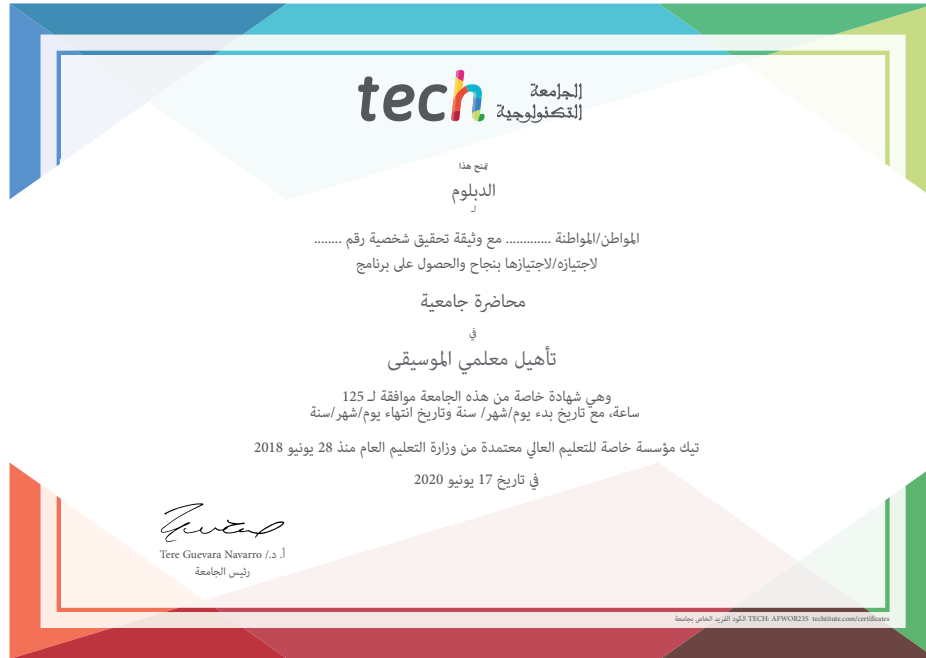 tech الجامعة
التكنولوجية
تمنح هذا
الدبلوم
لـ
المواطن/المواطنة ............. مع وثيقة تحقيق شخصية رقم ........
لاجتيازه/لاجتيازها بنجاح والحصول على برنامج
محاضرة جامعية
في
تأهيل معلمي الموسيقى
وهي شهادة خاصة من هذه الجامعة موافقة لـ 125
ساعة، مع تاريخ بدء يوم/شهر/ سنة وتاريخ انتهاء يوم/شهر/سنة
تيك مؤسسة خاصة للتعليم العالي معتمدة من وزارة التعليم العام منذ 28 يونيو 2018
في تاريخ 17 يونيو 2020
أ. د./ Tere Guevara Navarro
رئيس الجامعة
الكود الفريد الخاص بجامعة TECH: AFWOR23S techtitute.com/certificates